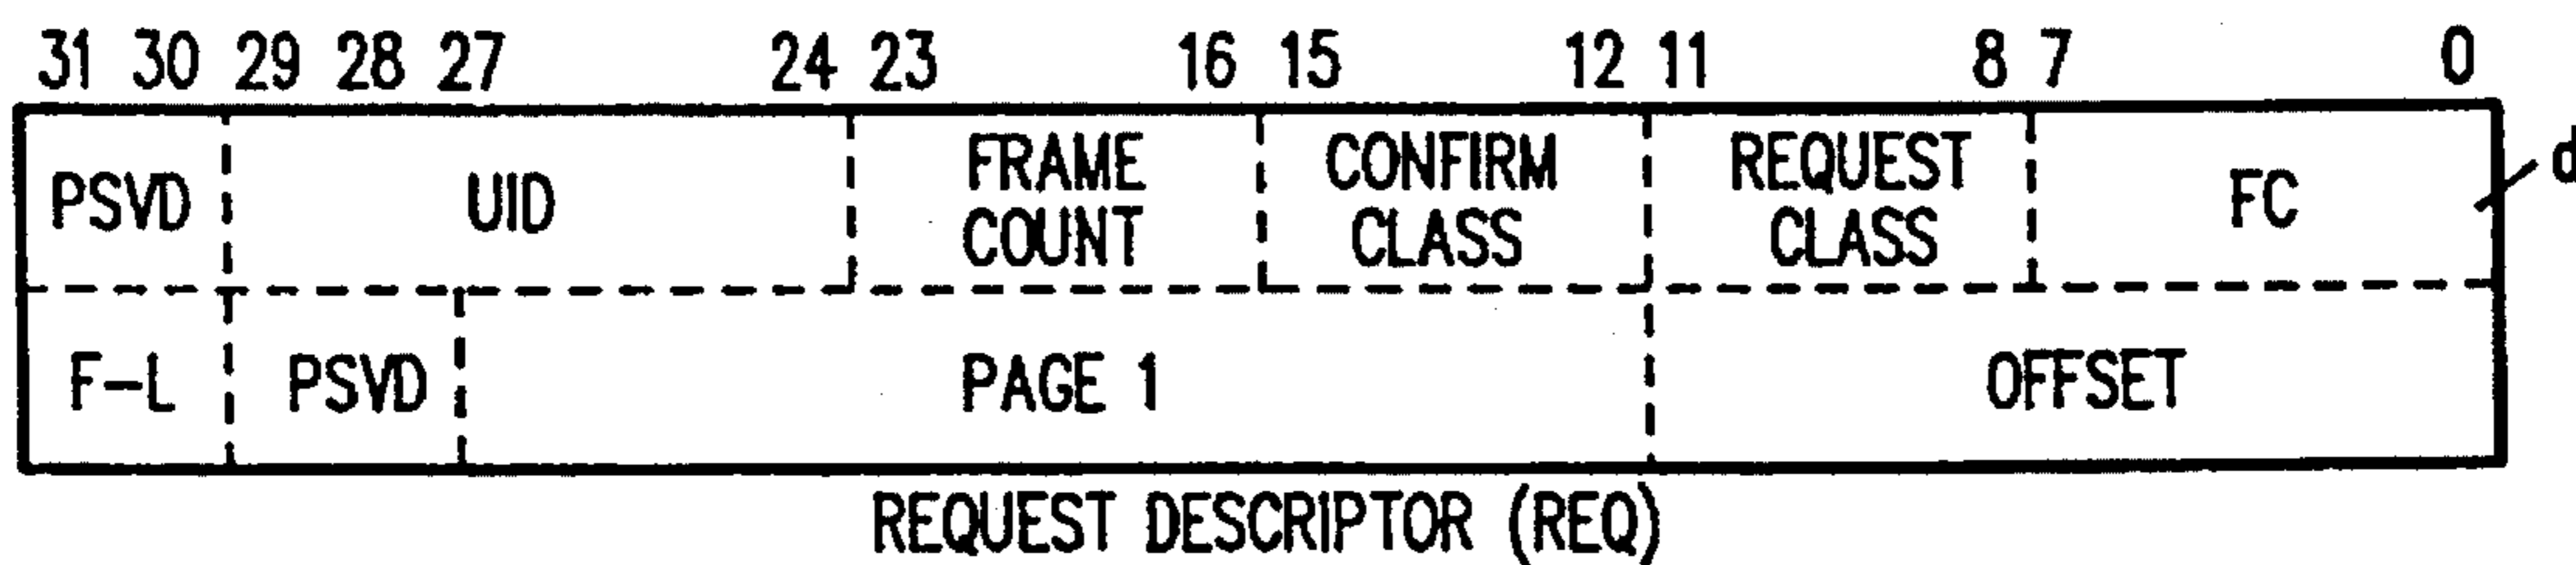 31 30 29 28 27 24 23 16 15 12 11 8 7 0
PSVD UID FRAME COUNT CONFIRM CLASS REQUEST CLASS FC d
F-L PSVD PAGE 1 OFFSET
REQUEST DESCRIPTOR (REQ)